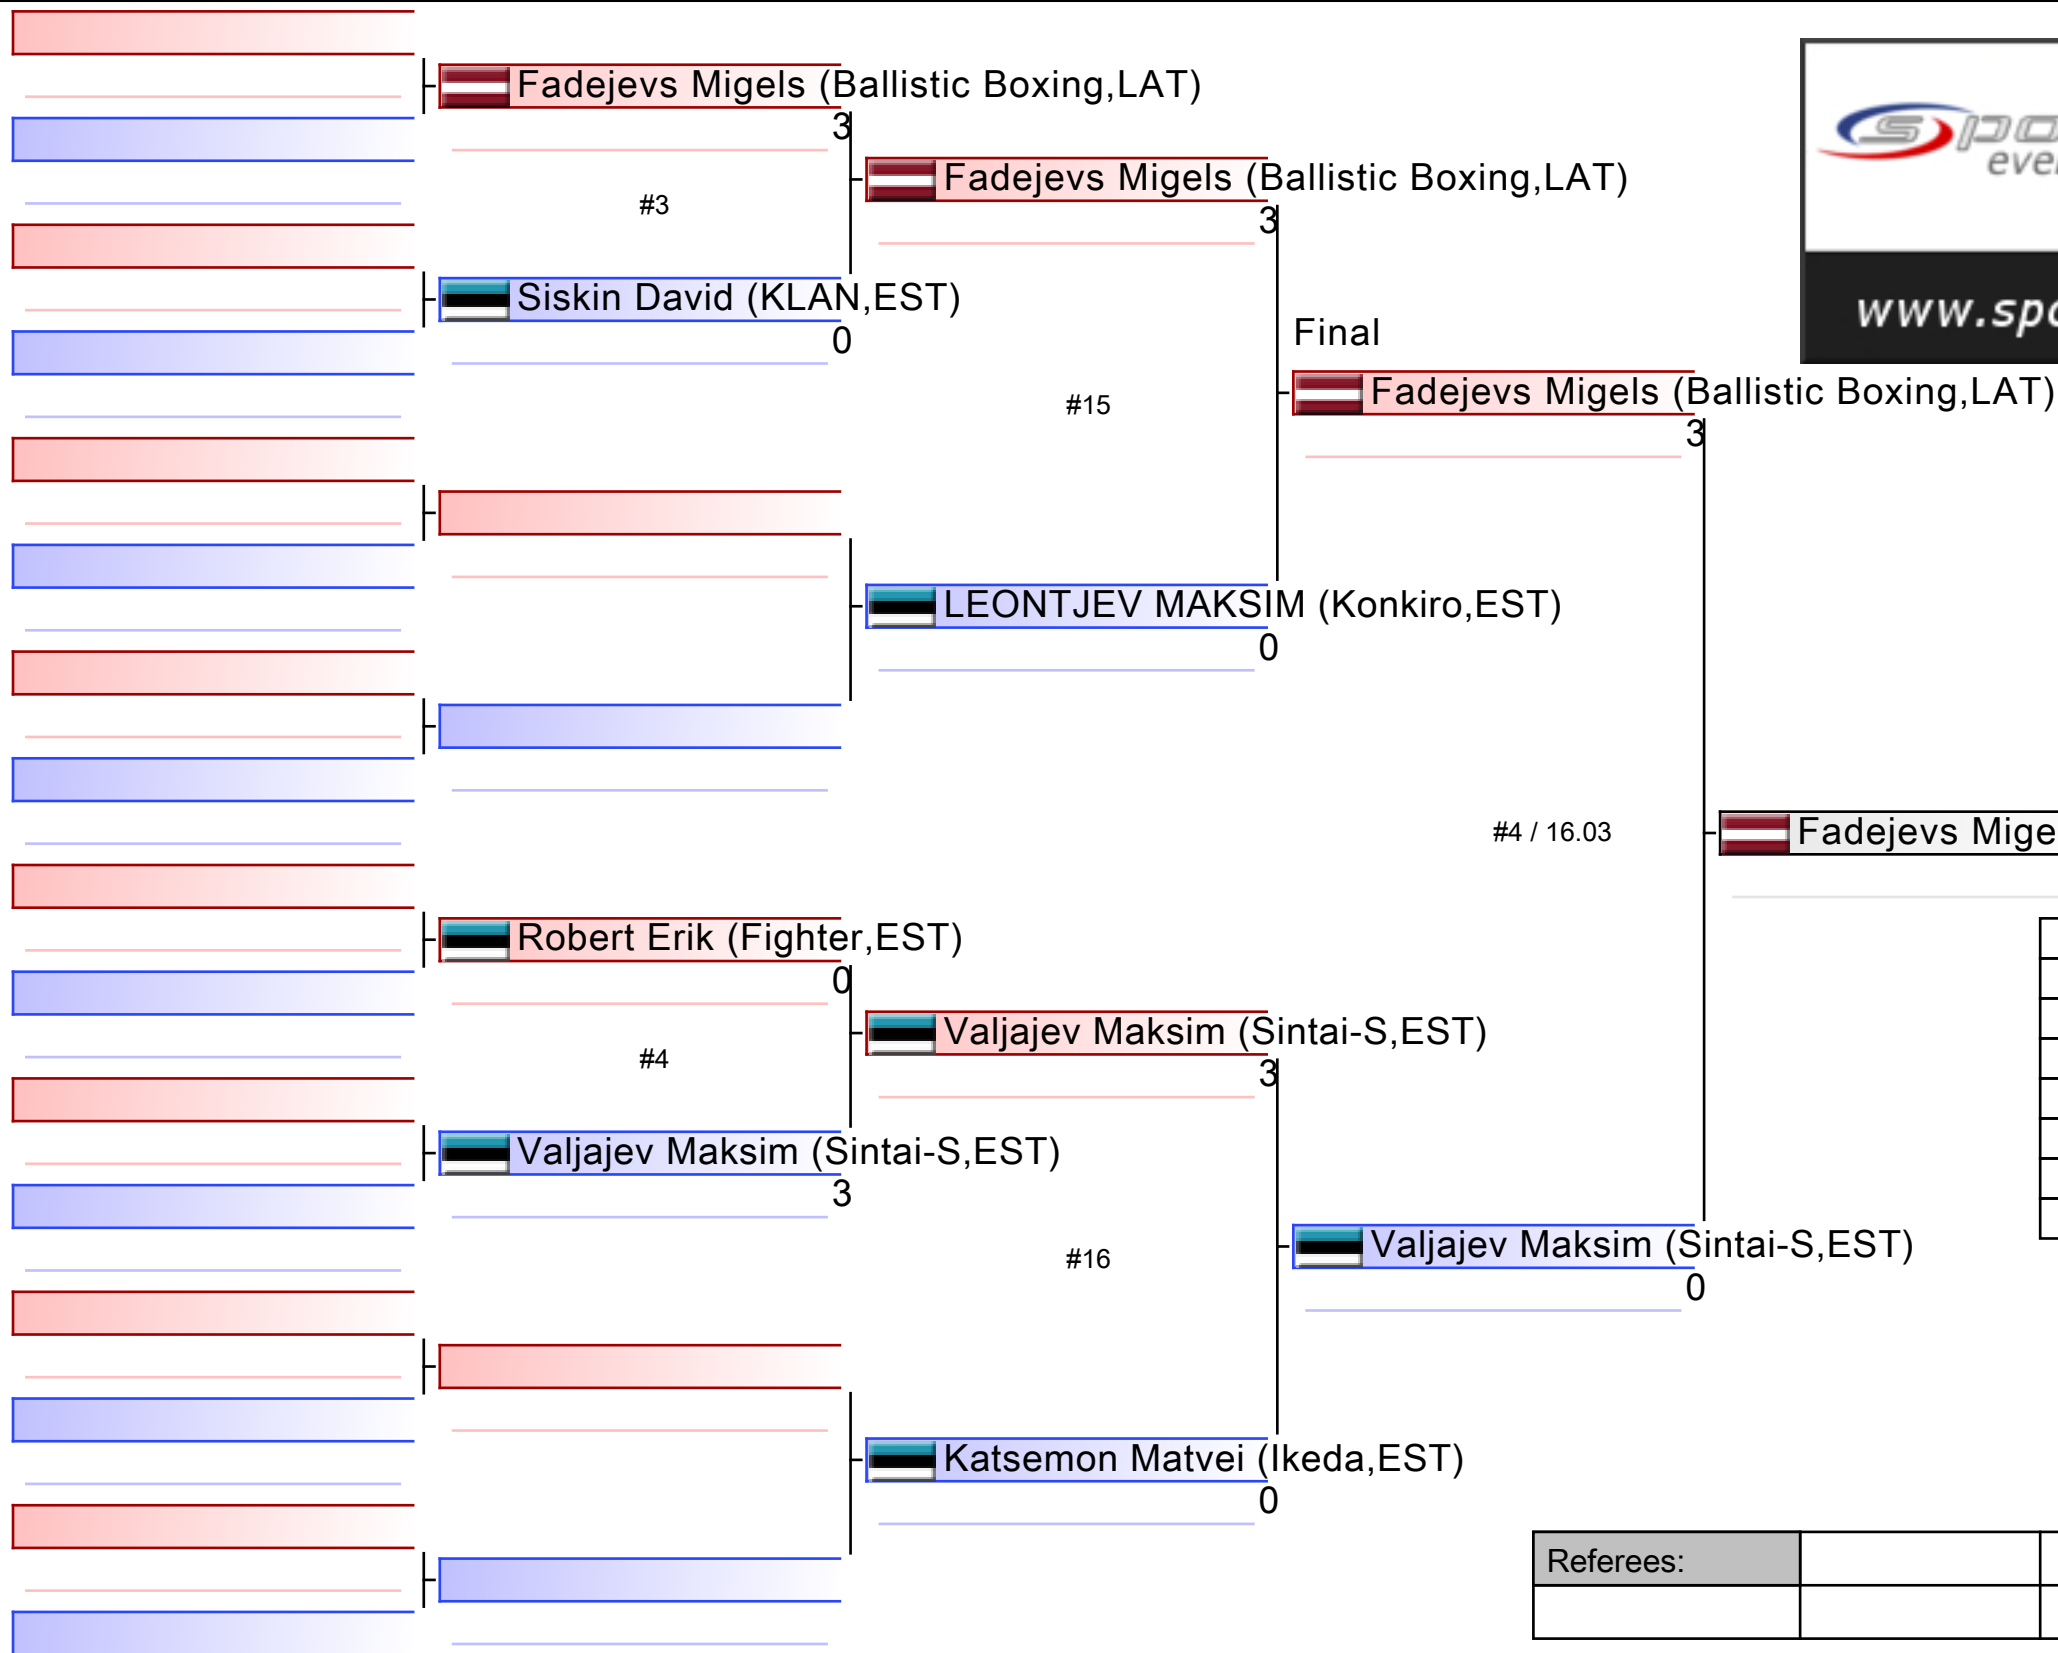 Fadejevs Migels (Ballistic Boxing,LAT)
3
#3
Siskin David (KLAN,EST)
0
Fadejevs Migels (Ballistic Boxing,LAT)
3
#15
LEONTJEV MAKSIM (Konkiro,EST)
0
Robert Erik (Fighter,EST)
0
#4
Valjajev Maksim (Sintai-S,EST)
3
Valjajev Maksim (Sintai-S,EST)
3
#16
Katsemon Matvei (Ikeda,EST)
0
Final
Fadejevs Migels (Ballistic Boxing,LAT)
3
#4 / 16.03
Valjajev Maksim (Sintai-S,EST)
0
Fadejevs Mige
www.spo
Referees: